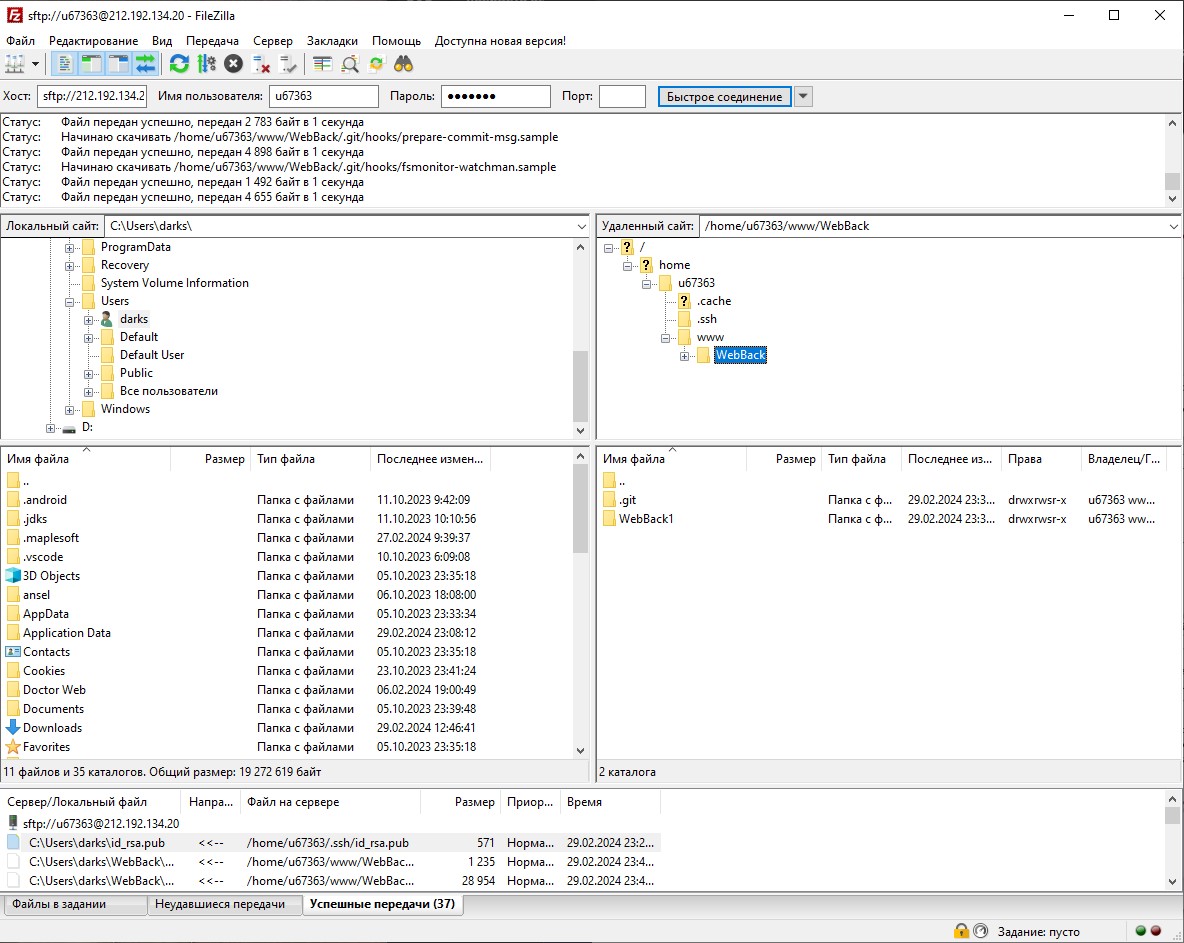 sftp://u67363@212.192.134.20 - FileZilla
Файл Редактирование Вид Передача Сервер Закладки Помощь Доступна новая версия!
Хост: sftp://212.192.134.2 Имя пользователя: u67363 Пароль: ●●●●●●● Порт: Быстрое соединение
Статус: Файл передан успешно, передан 2 783 байт в 1 секунда
Статус: Начинаю скачивать /home/u67363/www/WebBack/.git/hooks/prepare-commit-msg.sample
Статус: Файл передан успешно, передан 4 898 байт в 1 секунда
Статус: Начинаю скачивать /home/u67363/www/WebBack/.git/hooks/fsmonitor-watchman.sample
Статус: Файл передан успешно, передан 1 492 байт в 1 секунда
Статус: Файл передан успешно, передан 4 655 байт в 1 секунда
Локальный сайт: C:\Users\darks\
ProgramData
Recovery
System Volume Information
Users
darks
Default
Default User
Public
Все пользователи
Windows
D:
Удаленный сайт: /home/u67363/www/WebBack
/
home
u67363
.cache
.ssh
www
WebBack
Имя файла Размер Тип файла Последнее измен...
..
.android Папка с файлами 11.10.2023 9:42:09
.jdks Папка с файлами 11.10.2023 10:10:56
.maplesoft Папка с файлами 27.02.2024 9:39:37
.vscode Папка с файлами 10.10.2023 6:09:08
3D Objects Папка с файлами 05.10.2023 23:35:18
ansel Папка с файлами 06.10.2023 18:08:00
AppData Папка с файлами 05.10.2023 23:33:34
Application Data Папка с файлами 29.02.2024 23:08:12
Contacts Папка с файлами 05.10.2023 23:35:18
Cookies Папка с файлами 23.10.2023 23:41:24
Doctor Web Папка с файлами 06.02.2024 19:00:49
Documents Папка с файлами 05.10.2023 23:39:48
Downloads Папка с файлами 29.02.2024 12:46:41
Favorites Папка с файлами 05.10.2023 23:35:18
11 файлов и 35 каталогов. Общий размер: 19 272 619 байт
Имя файла Размер Тип файла Последнее из... Права Владелец/Г...
..
.git Папка с ф... 29.02.2024 23:3... drwxrwsr-x u67363 ww...
WebBack1 Папка с ф... 29.02.2024 23:3... drwxrwsr-x u67363 ww...
2 каталога
Сервер/Локальный файл Напра... Файл на сервере Размер Приор... Время
sftp://u67363@212.192.134.20
C:\Users\darks\id_rsa.pub <<-- /home/u67363/.ssh/id_rsa.pub 571 Норма... 29.02.2024 23:2...
C:\Users\darks\WebBack\... <<-- /home/u67363/www/WebBac... 1 235 Норма... 29.02.2024 23:4...
C:\Users\darks\WebBack\... <<-- /home/u67363/www/WebBac... 28 954 Норма... 29.02.2024 23:4...
Файлы в задании Неудавшиеся передачи Успешные передачи (37)
Задание: пусто